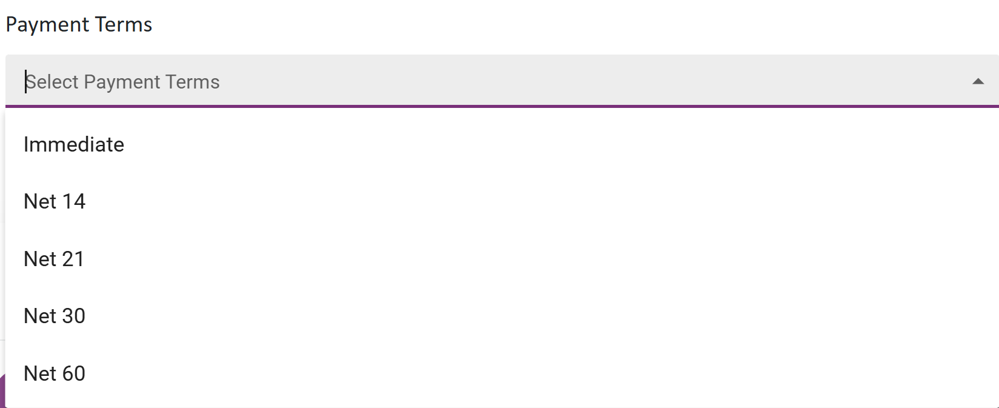 Payment Terms
Select Payment Terms
Immediate
Net 14
Net 21
Net 30
Net 60